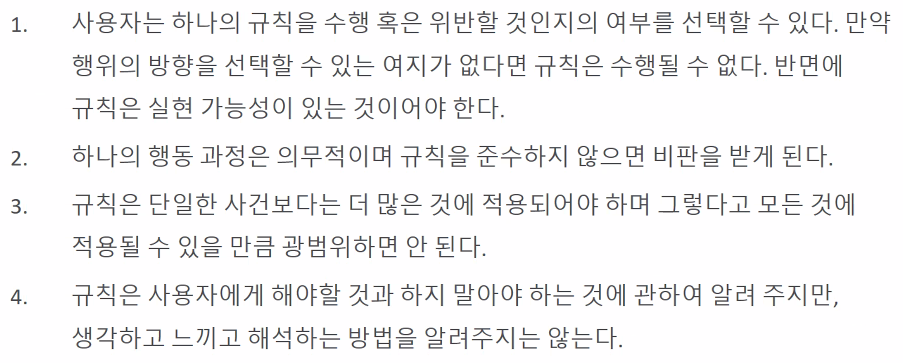 1. 사용자는 하나의 규칙을 수행 혹은 위반할 것인지의 여부를 선택할 수 있다. 만약
행위의 방향을 선택할 수 있는 여지가 없다면 규칙은 수행될 수 없다. 반면에
규칙은 실현 가능성이 있는 것이어야 한다.
2. 하나의 행동 과정은 의무적이며 규칙을 준수하지 않으면 비판을 받게 된다.
3. 규칙은 단일한 사건보다는 더 많은 것에 적용되어야 하며 그렇다고 모든 것에
적용될 수 있을 만큼 광범위하면 안 된다.
4. 규칙은 사용자에게 해야할 것과 하지 말아야 하는 것에 관하여 알려 주지만,
생각하고 느끼고 해석하는 방법을 알려주지는 않는다.